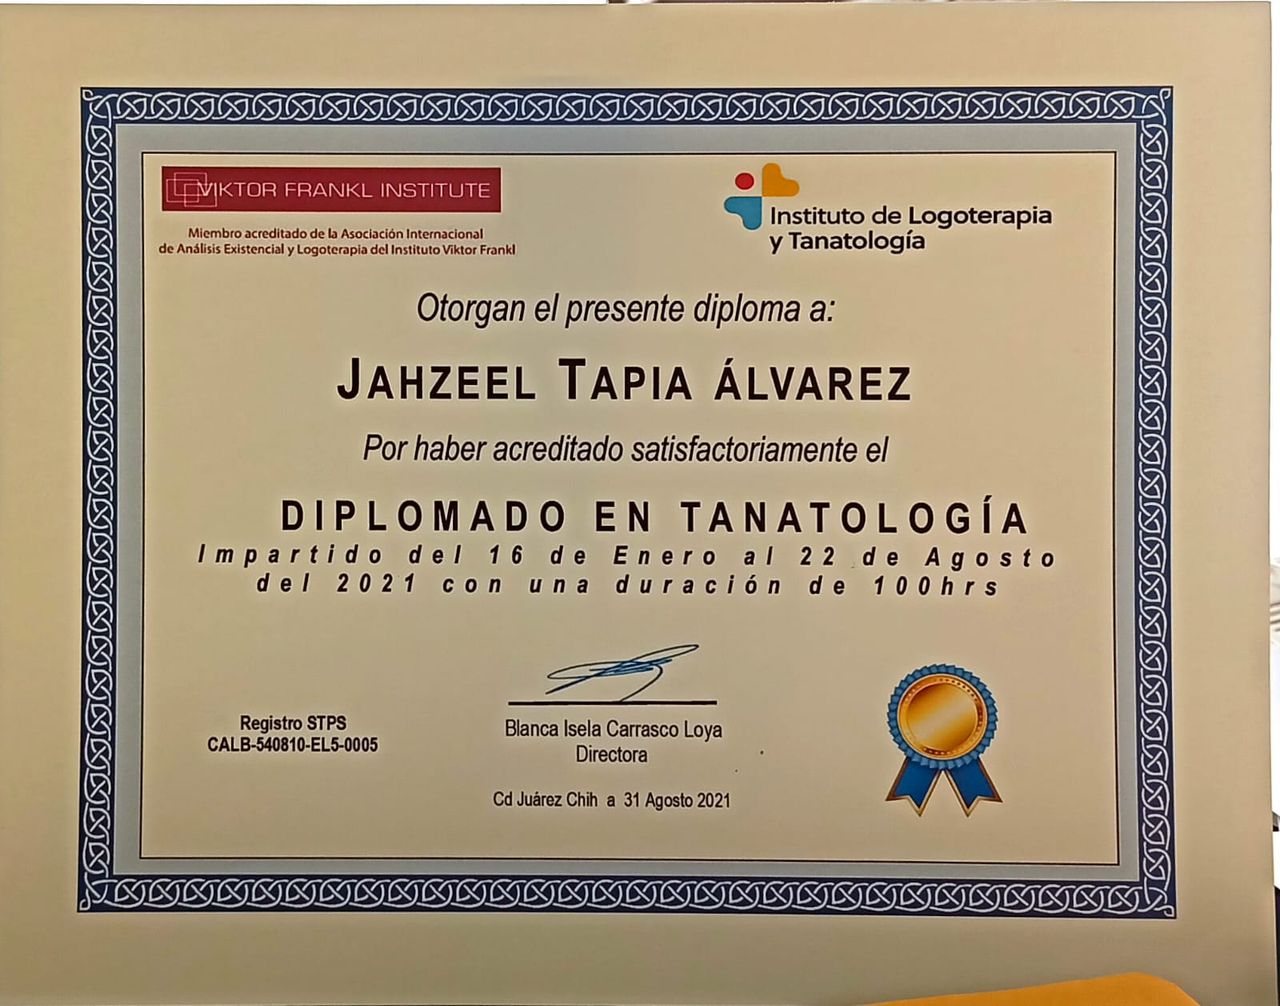 VIKTOR FRANKL INSTITUTE
Miembro acreditado de la Asociación Internacional
de Análisis Existencial y Logoterapia del Instituto Viktor Frankl
Instituto de Logoterapia
y Tanatología
Otorgan el presente diploma a:
JAHZEEL TAPIA ÁLVAREZ
Por haber acreditado satisfactoriamente el
DIPLOMADO EN TANATOLOGÍA
Impartido del 16 de Enero al 22 de Agosto
del 2021 con una duración de 100hrs
Registro STPS
CALB-540810-EL5-0005
Blanca Isela Carrasco Loya
Directora
Cd Juárez Chih a 31 Agosto 2021